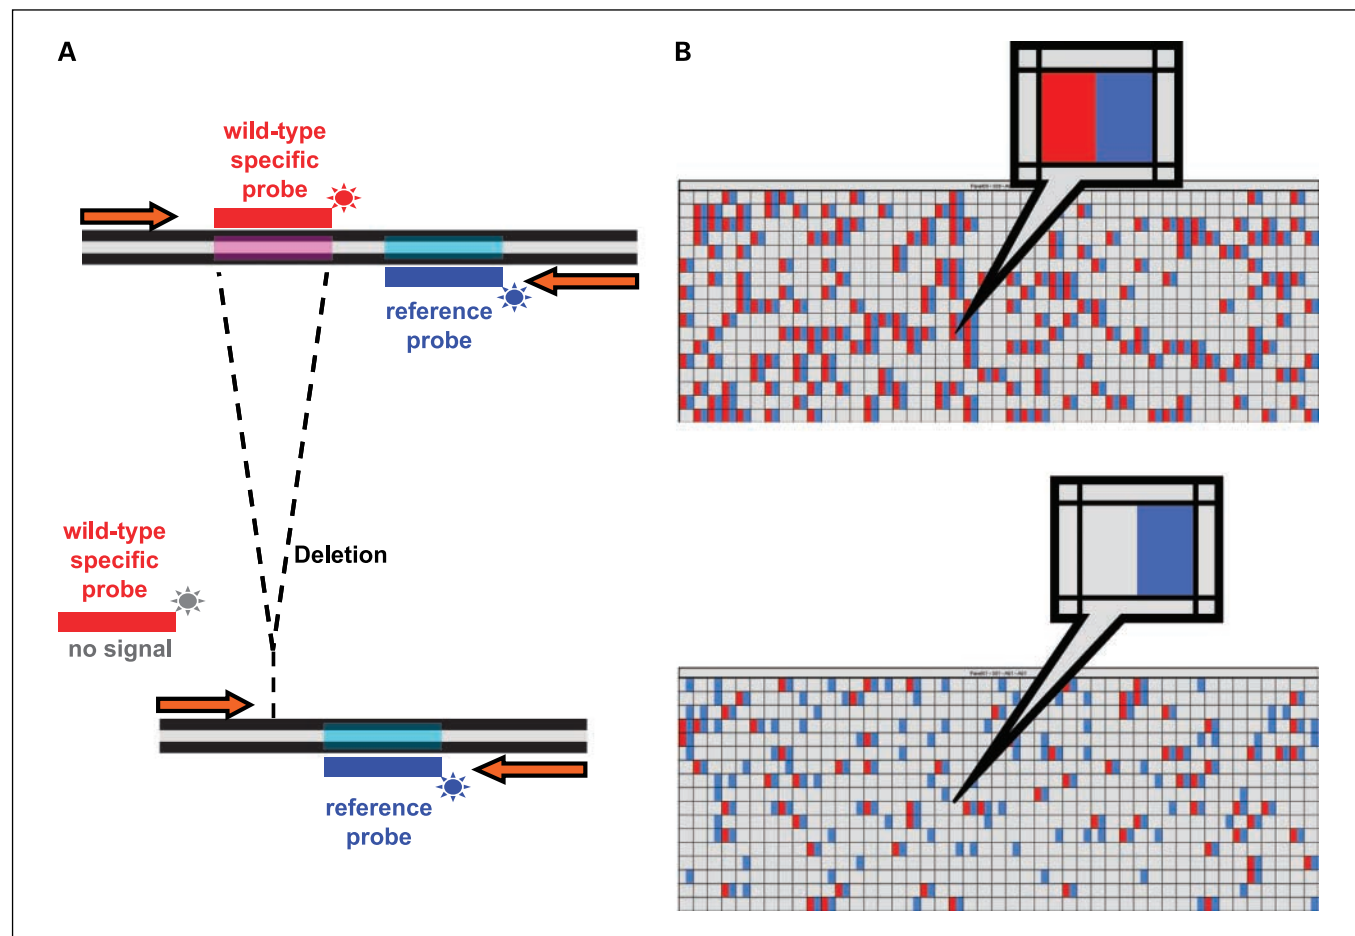 A
wild-type
specific
probe
reference
probe
Deletion
wild-type
specific
probe
no signal
reference
probe
B